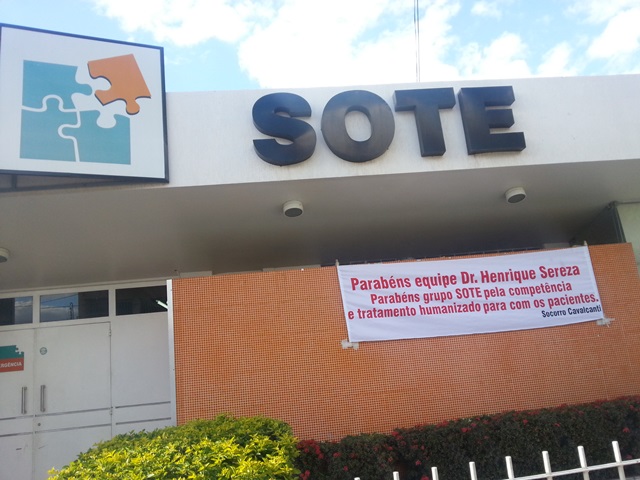 SOTE
Parabéns equipe Dr. Henrique Sereza
Parabéns grupo SOTE pela competência
e tratamento humanizado para com os pacientes.
Socorro Cavalcanti